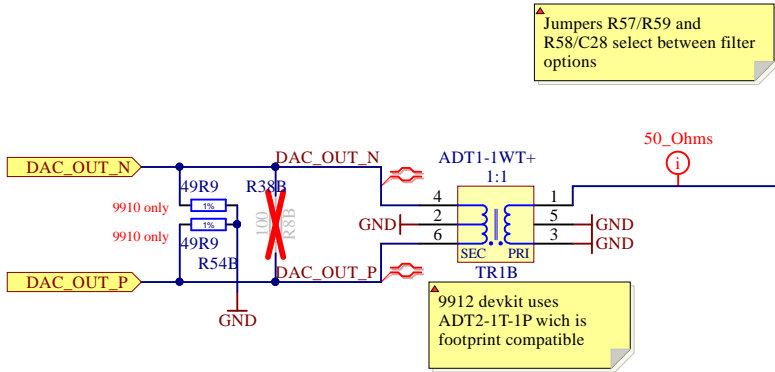 Jumpers R57/R59 and
R58/C28 select between filter
options
50_Ohms
i
DAC_OUT_N
DAC_OUT_N
ADT1-1WT+
1:1
49R9
R38B
9910 only
1%
9910 only
1%
49R9
R54B
100
R8B
4
1
GND
2
5
GND
6
3
GND
SEC
PRI
DAC_OUT_P
DAC_OUT_P
TR1B
GND
9912 devkit uses
ADT2-1T-1P wich is
footprint compatible